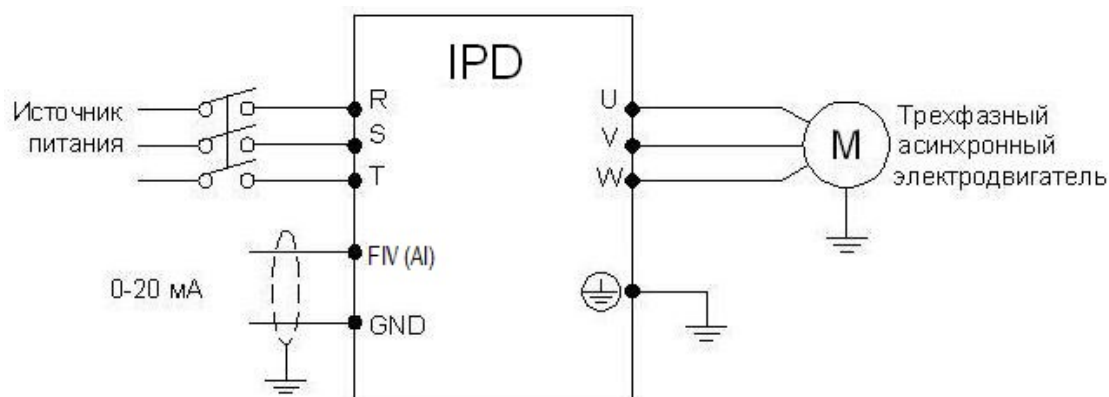 IPD
Источник
питания
R
S
T
U
V
W
M
Трехфазный
асинхронный
электродвигатель
0-20 мА
FIV (AI)
GND